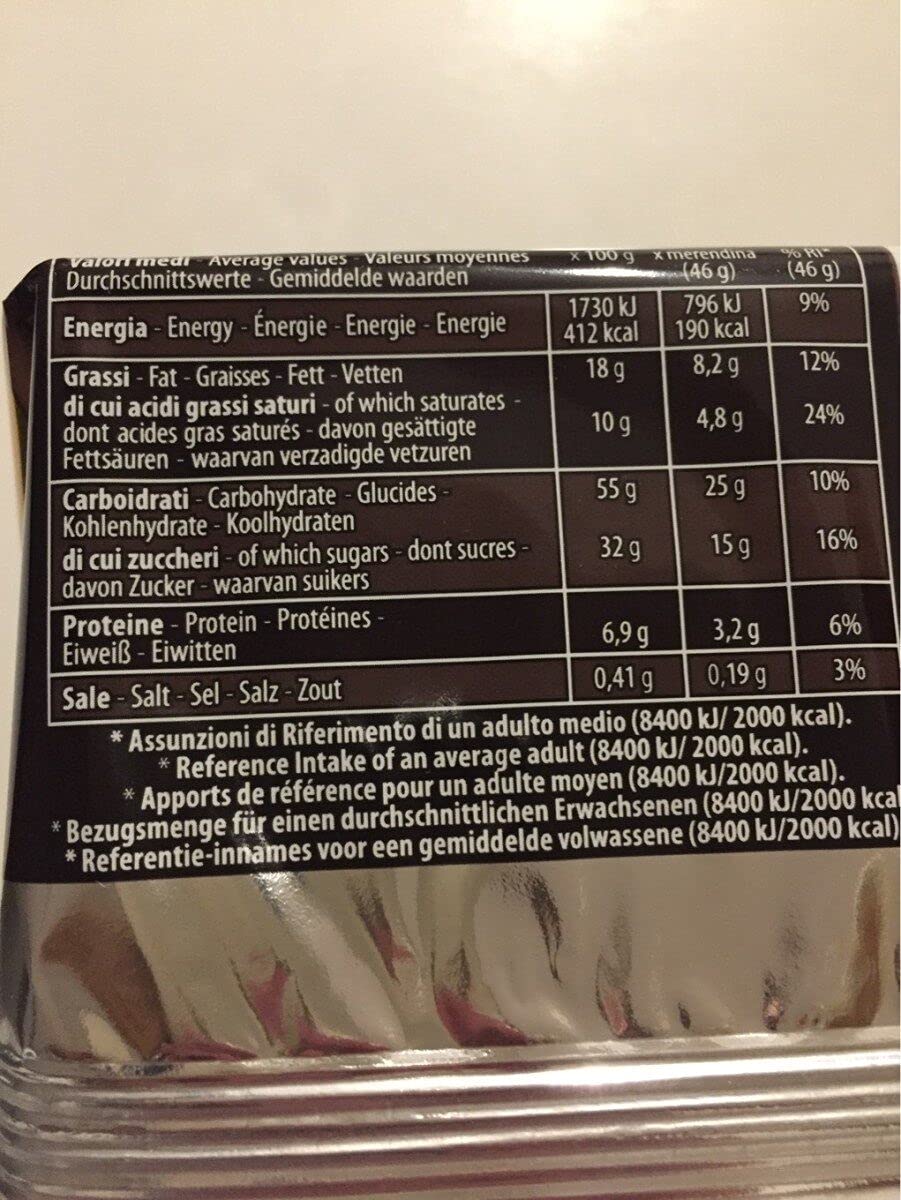 Valori medi - Average values - Valeurs moyennes x 100 g x merendina % RI*
Durchschnittswerte - Gemiddelde waarden (46 g) (46 g)
Energia - Energy - Énergie - Energie - Energie 1730 kJ 796 kJ 9%
412 kcal 190 kcal
Grassi - Fat - Graisses - Fett - Vetten 18 g 8,2 g 12%
di cui acidi grassi saturi - of which saturates -
dont acides gras saturés - davon gesättigte 10 g 4,8 g 24%
Fettsäuren - waarvan verzadigde vetzuren
Carboidrati - Carbohydrate - Glucides - 55 g 25 g 10%
Kohlenhydrate - Koolhydraten
di cui zuccheri - of which sugars - dont sucres - 32 g 15 g 16%
davon Zucker - waarvan suikers
Proteine - Protein - Protéines - 6,9 g 3,2 g 6%
Eiweiß - Eiwitten
Sale - Salt - Sel - Salz - Zout 0,41 g 0,19 g 3%
* Assunzioni di Riferimento di un adulto medio (8400 kJ/ 2000 kcal).
* Reference Intake of an average adult (8400 kJ/ 2000 kcal).
* Apports de référence pour un adulte moyen (8400 kJ/2000 kcal).
* Bezugsmenge für einen durchschnittlichen Erwachsenen (8400 kJ/2000 kcal
* Referentie-innames voor een gemiddelde volwassene (8400 kJ/2000 kcal)